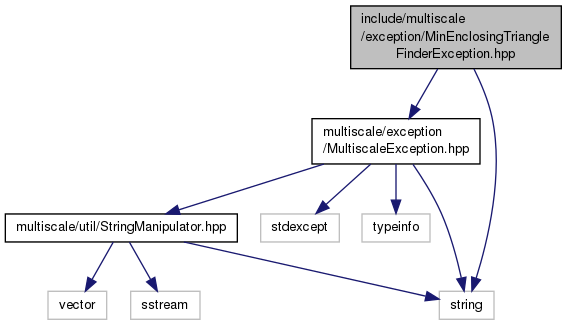 include/multiscale
/exception/MinEnclosingTriangle
FinderException.hpp
multiscale/exception
/MultiscaleException.hpp
multiscale/util/StringManipulator.hpp
stdexcept
typeinfo
vector
sstream
string